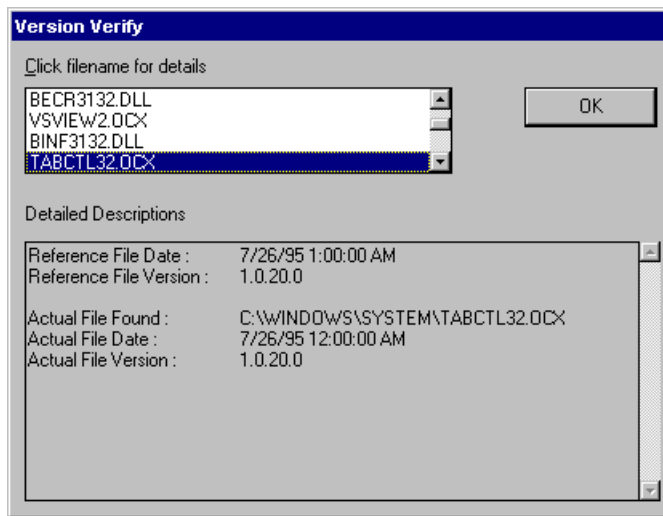 Version Verify
Click filename for details
BECR3132.DLL
VSVIEW2.OCX
BINF3132.DLL
TABCTL32.OCX
OK
Detailed Descriptions
Reference File Date : 7/26/95 1:00:00 AM
Reference File Version : 1.0.20.0
Actual File Found : C:\WINDOWS\SYSTEM\TABCTL32.OCX
Actual File Date : 7/26/95 12:00:00 AM
Actual File Version : 1.0.20.0